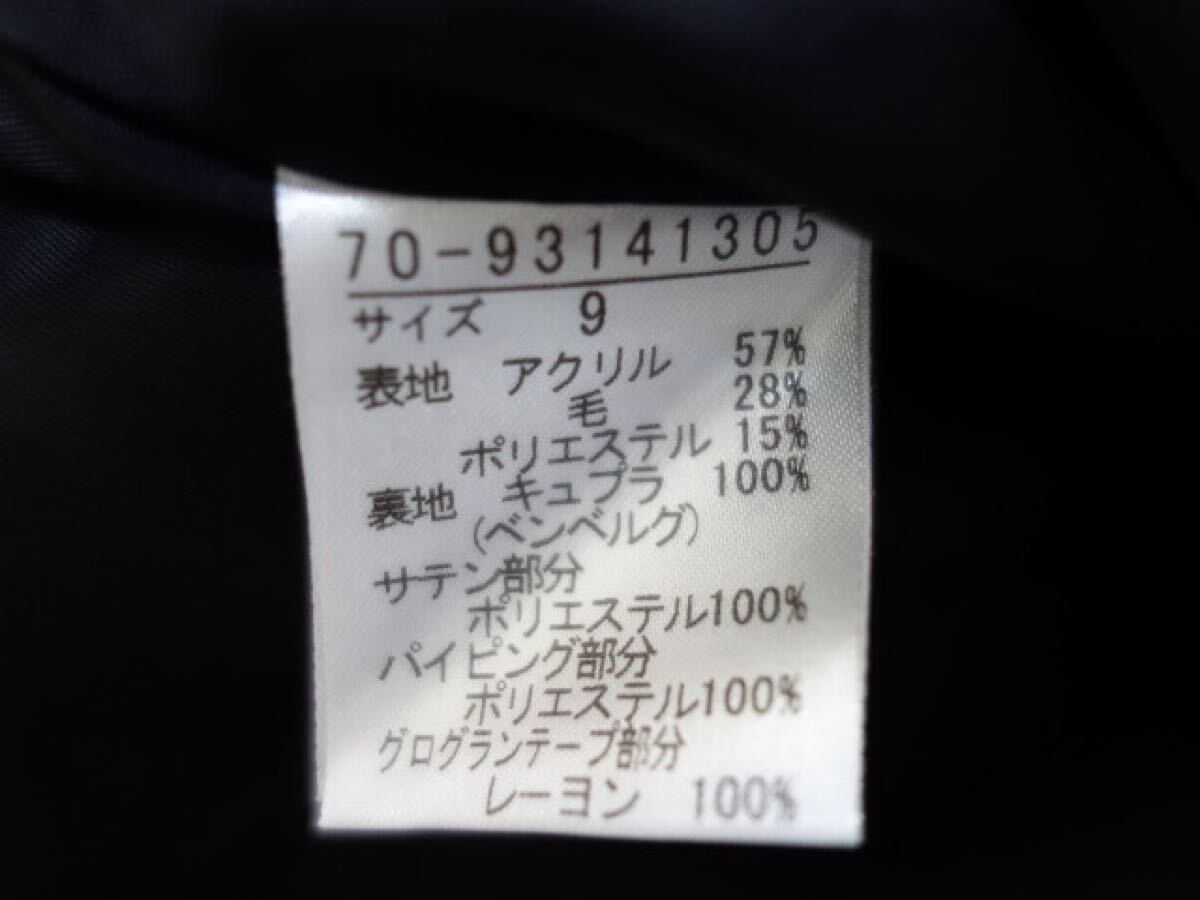 70-93141305
サイズ 9
表地 アクリル 57%
毛 28%
ポリエステル 15%
裏地 キュプラ 100%
(ベンベルグ)
サテン部分
ポリエステル100%
パイピング部分
ポリエステル100%
グログランテープ部分
レーヨン 100%